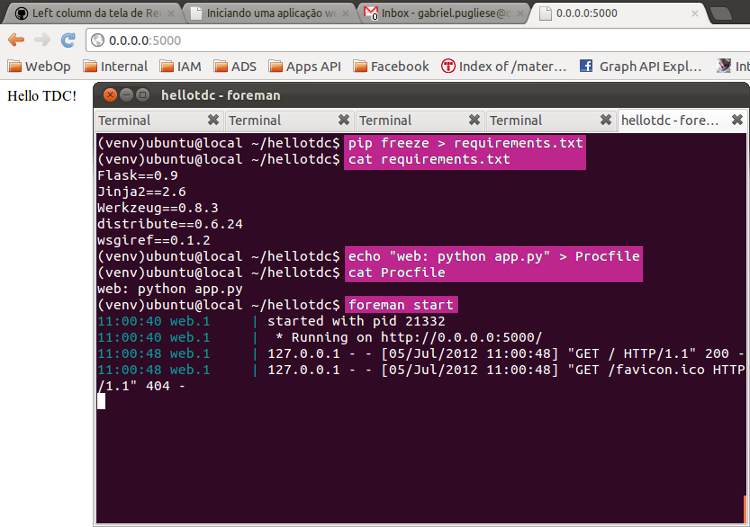 Left column da tela de Re
Iniciando uma aplicação w
Inbox - gabriel.pugliese@
0.0.0.0:5000
0.0.0.0:5000
WebOp
Internal
IAM
ADS
Apps API
Facebook
Index of /mater...
Graph API Expl...
Int
Hello TDC!
hellotdc - foreman
Terminal
Terminal
Terminal
Terminal
hellotdc - fore...
(venv)ubuntu@local ~/hellotdc$ pip freeze > requirements.txt
(venv)ubuntu@local ~/hellotdc$ cat requirements.txt
Flask==0.9
Jinja2==2.6
Werkzeug==0.8.3
distribute==0.6.24
wsgiref==0.1.2
(venv)ubuntu@local ~/hellotdc$ echo "web: python app.py" > Procfile
(venv)ubuntu@local ~/hellotdc$ cat Procfile
web: python app.py
(venv)ubuntu@local ~/hellotdc$ foreman start
11:00:40 web.1     | started with pid 21332
11:00:40 web.1     |  * Running on http://0.0.0.0:5000/
11:00:48 web.1     | 127.0.0.1 - - [05/Jul/2012 11:00:48] "GET / HTTP/1.1" 200 -
11:00:48 web.1     | 127.0.0.1 - - [05/Jul/2012 11:00:48] "GET /favicon.ico HTTP
/1.1" 404 -